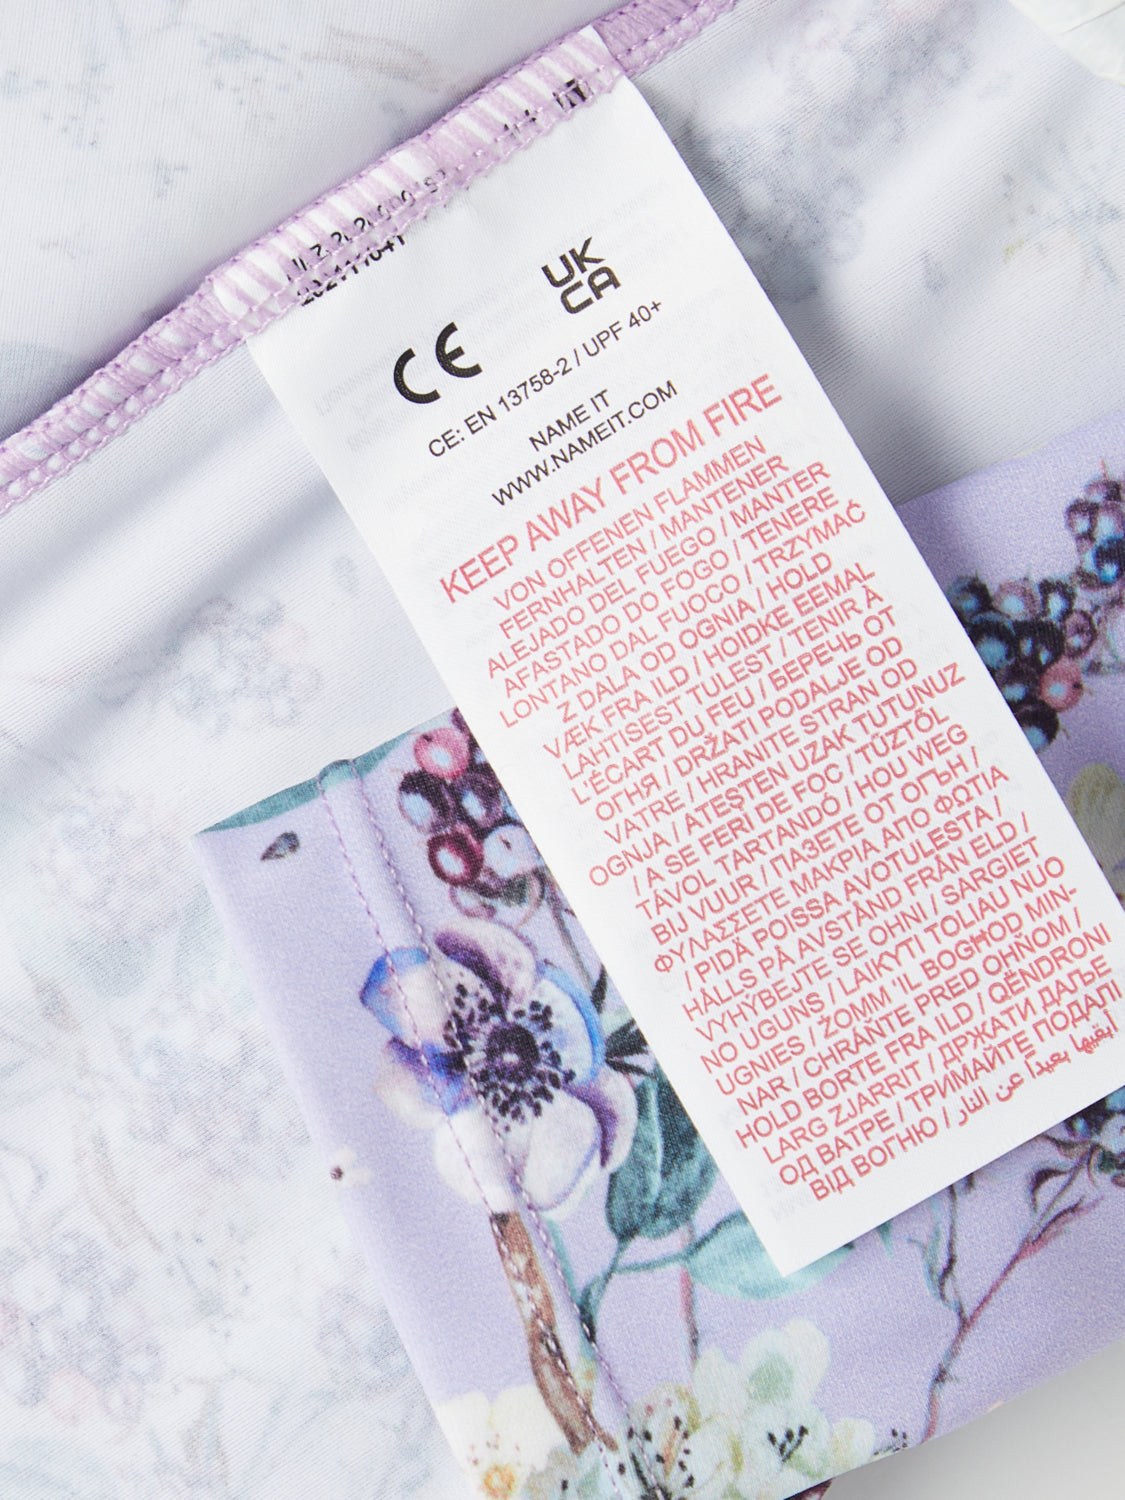 UK
CA
CE
CE: EN 13758-2 / UPF 40+
NAME IT
WWW.NAMEIT.COM
KEEP AWAY FROM FIRE
VON OFFENEN FLAMMEN
FERNHALTEN / MANTENER
ALEJADO DEL FUEGO / MANTER
AFASTADO DO FOGO / TENERE
LONTANO DAL FUOCO / TRZYMAĆ
Z DALA OD OGNIA / HOLD
VÆK FRA ILD / HOIDKE EEMAL
LAHTISEST TULEST / TENIR À
L'ÉCART DU FEU / БЕРЕЧЬ ОТ
ОГНЯ / DRŽATI PODALJE OD
VATRE / HRANITE STRAN OD
OGNJA / ATEŞTEN UZAK TUTUNUZ
/ A SE FERI DE FOC / TŰZTŐL
TÁVOL TARTANDÓ / HOU WEG
BIJ VUUR / ПАЗЕТЕ ОТ ОГЪН /
ΦΥΛΑΣΣΕΤΕ ΜΑΚΡΙΑ ΑΠΟ ΦΩΤΙΑ
/ PIDÄ POISSA AVOTULESTA /
HÅLLS PÅ AVSTÅND FRÅN ELD /
VYHÝBEJTE SE OHNI / SARGIET
NO UGUNS / LAIKYTI TOLIAU NUO
UGNIES / ŻOMM 'IL BOGĦOD MIN-
NAR / CHRÁŇTE PRED OHŇOM /
HOLD BORTE FRA ILD / QËNDRONI
LARG ZJARRIT / ДРЖАТИ ДАЉЕ
ОД ВАТРЕ / ТРИМАЙТЕ ПОДАЛІ
ВІД ВОГНЮ / ابقيها بعيداً عن النار